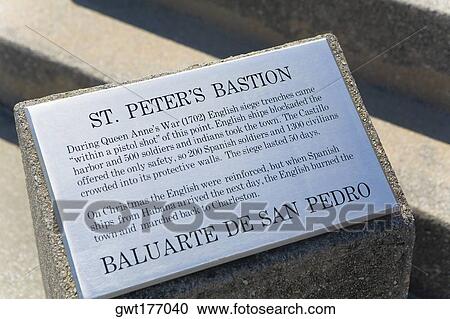 ST. PETER'S BASTION
During Queen Anne's War (1702) English siege trenches came
"within a pistol shot" of this point. English ships blockaded the
harbor and 500 soldiers and indians took the town. The Castillo
offered the only safety, so 200 Spanish soldiers and 1300 civilians
crowded into its protective walls. The siege lasted 50 days.
On Christmas the English were reinforced, but when Spanish
ships from Habana arrived the next day, the English burned the
town and marched back to Charleston.
BALUARTE DE SAN PEDRO
FOTOSEARCH
gwt177040 www.fotosearch.com